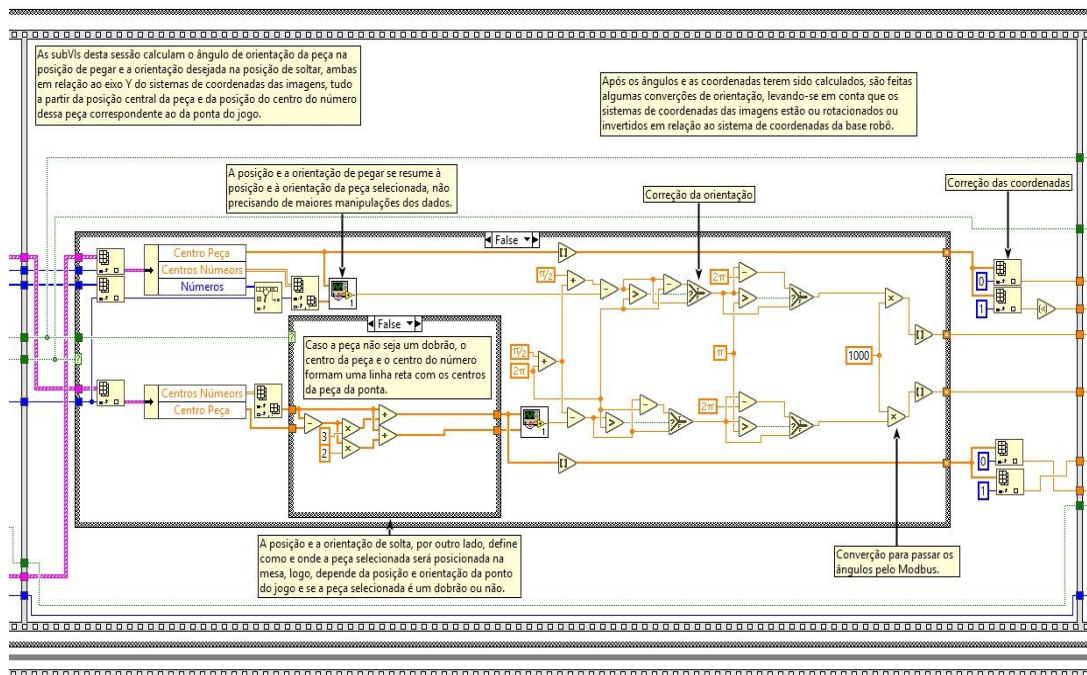 As subVIs desta sessão calculam o ângulo de orientação da peça na
posição de pegar e a orientação desejada na posição de soltar, ambas
em relação ao eixo Y do sistemas de coordenadas das imagens, tudo
a partir da posição central da peça e da posição do centro do número
dessa peça correspondente ao da ponta do jogo.
Após os ângulos e as coordenadas terem sido calculados, são feitas
algumas converções de orientação, levando-se em conta que os
sistemas de coordenadas das imagens estão ou rotacionados ou
invertidos em relação ao sistema de coordenadas da base robô.
A posição e a orientação de pegar se resume à
posição e à orientação da peça selecionada, não
precisando de maiores manipulações dos dados.
Correção da orientação
Correção das coordenadas
False
Centro Peça
Centros Númeors
Números
1
π/2
2π
0
1
False
Caso a peça não seja um dobrão, o
centro da peça e o centro do número
formam uma linha reta com os centros
da peça da ponta.
π/2
2π
π
1000
Centros Númeors
Centro Peça
3
2
1
2π
0
1
A posição e a orientação de solta, por outro lado, define
como e onde a peça selecionada será posicionada na
mesa, logo, depende da posição e orientação da ponto
do jogo e se a peça selecionada é um dobrão ou não.
Converção para passar os
ângulos pelo Modbus.